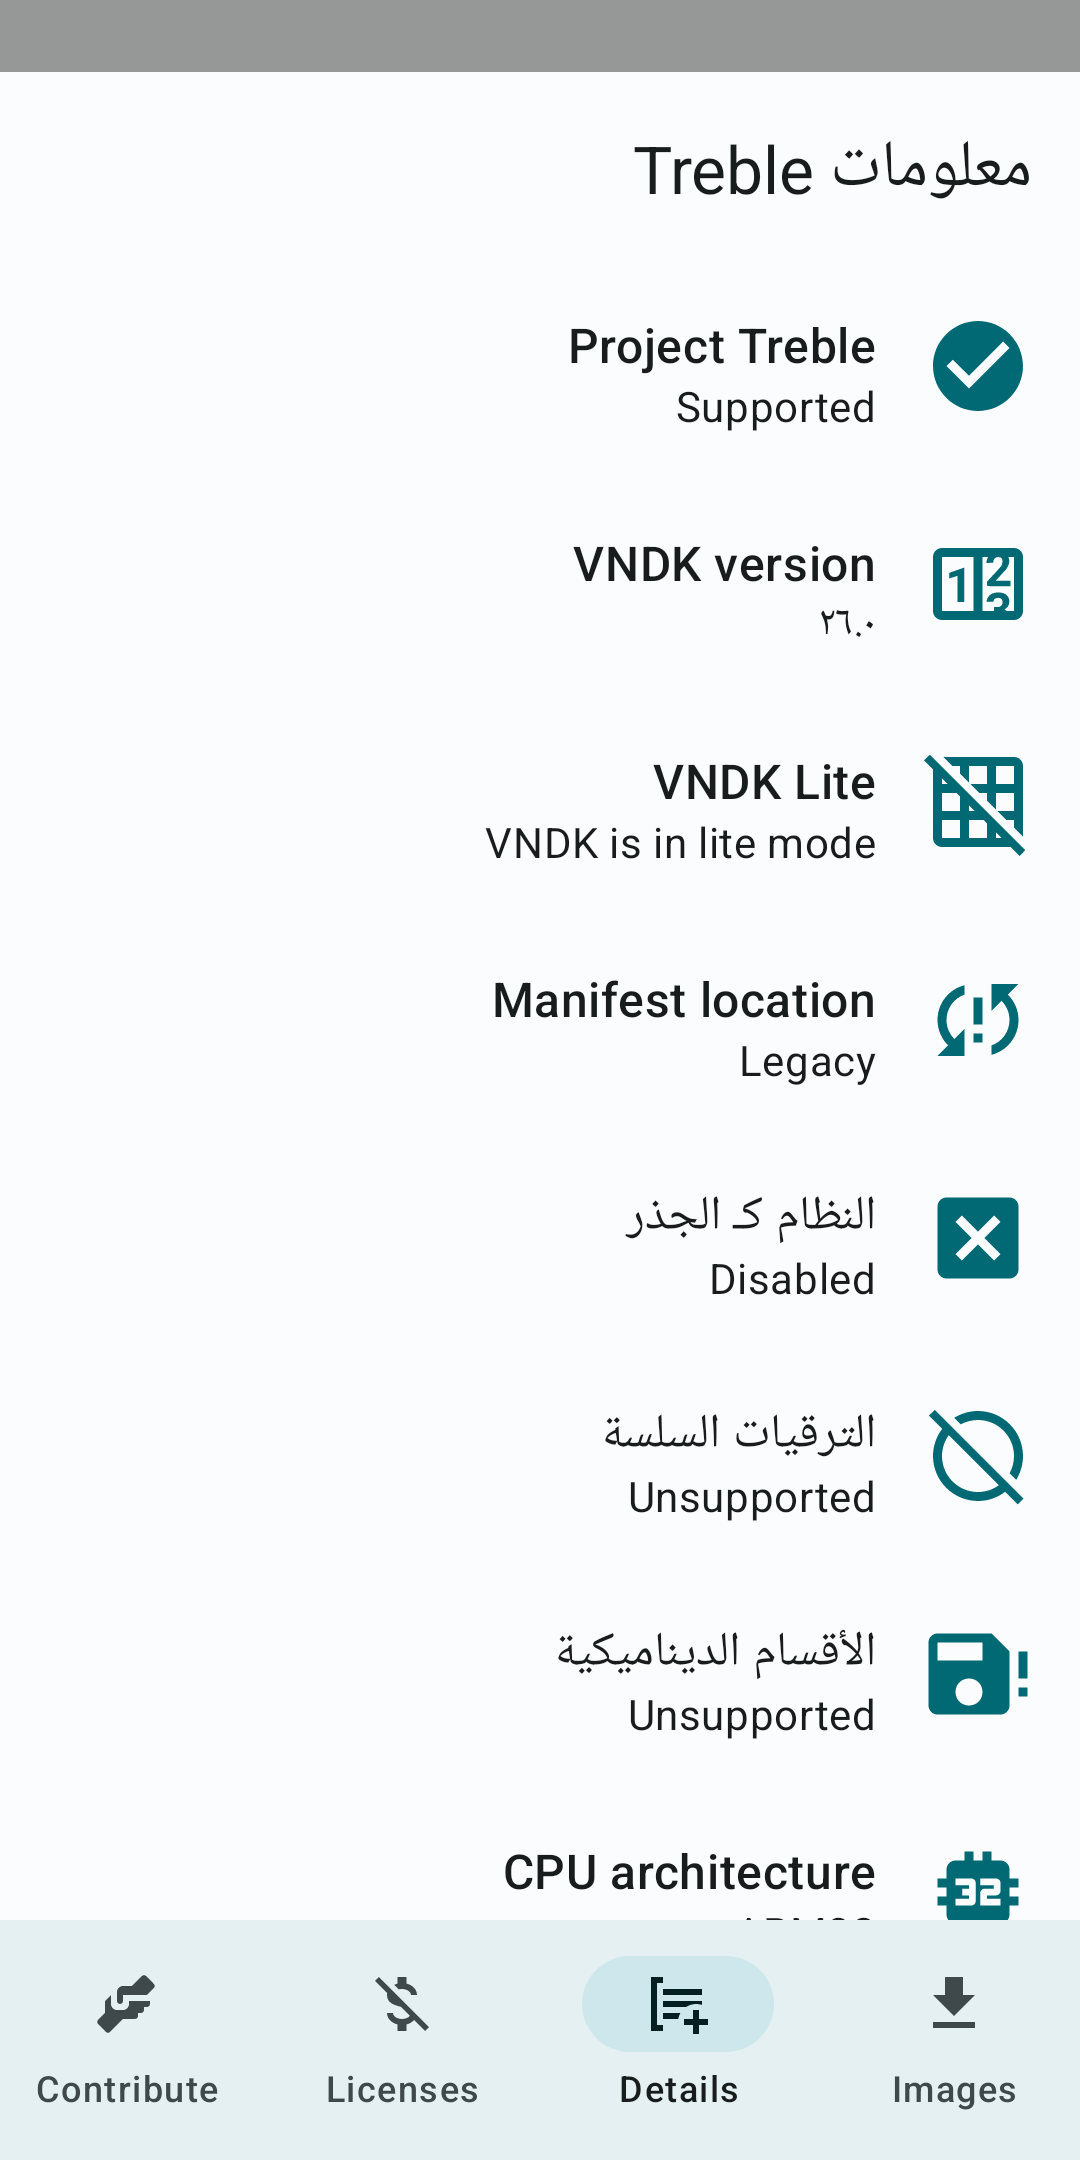 معلومات Treble
Project Treble
Supported
VNDK version
٢٦.٠
VNDK Lite
VNDK is in lite mode
Manifest location
Legacy
النظام كـ الجذر
Disabled
الترقيات السلسة
Unsupported
الأقسام الديناميكية
Unsupported
CPU architecture
Contribute
Licenses
Details
Images